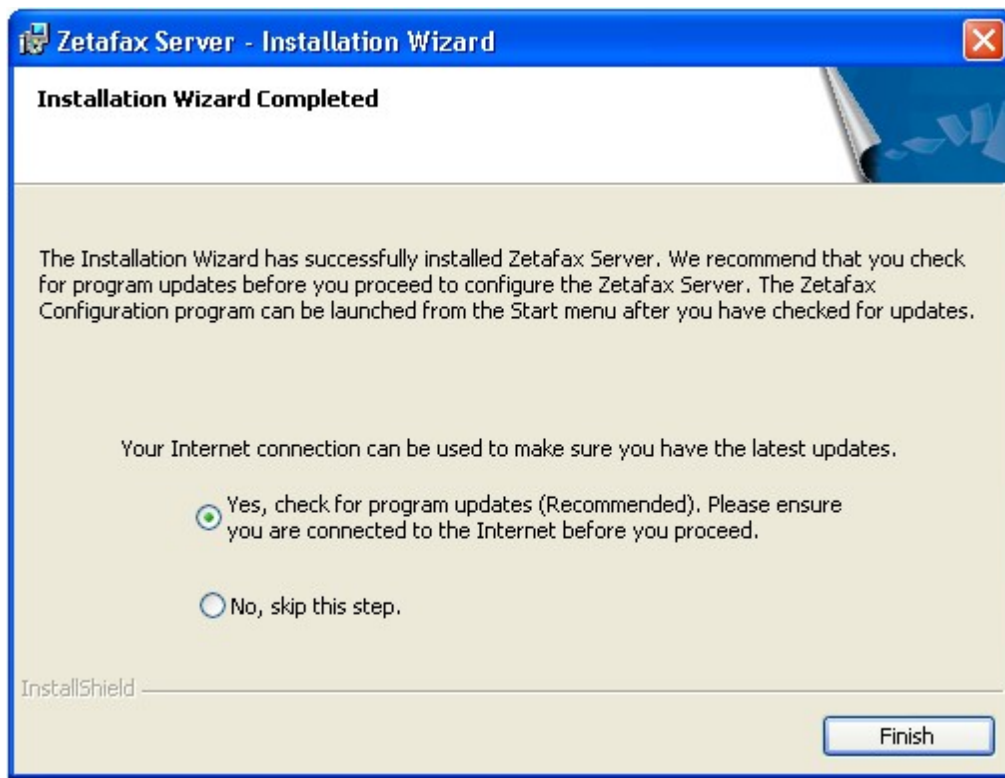 Zetafax Server - Installation Wizard
Installation Wizard Completed
The Installation Wizard has successfully installed Zetafax Server. We recommend that you check
for program updates before you proceed to configure the Zetafax Server. The Zetafax
Configuration program can be launched from the Start menu after you have checked for updates.
Your Internet connection can be used to make sure you have the latest updates.
Yes, check for program updates (Recommended). Please ensure
you are connected to the Internet before you proceed.
No, skip this step.
InstallShield
Finish